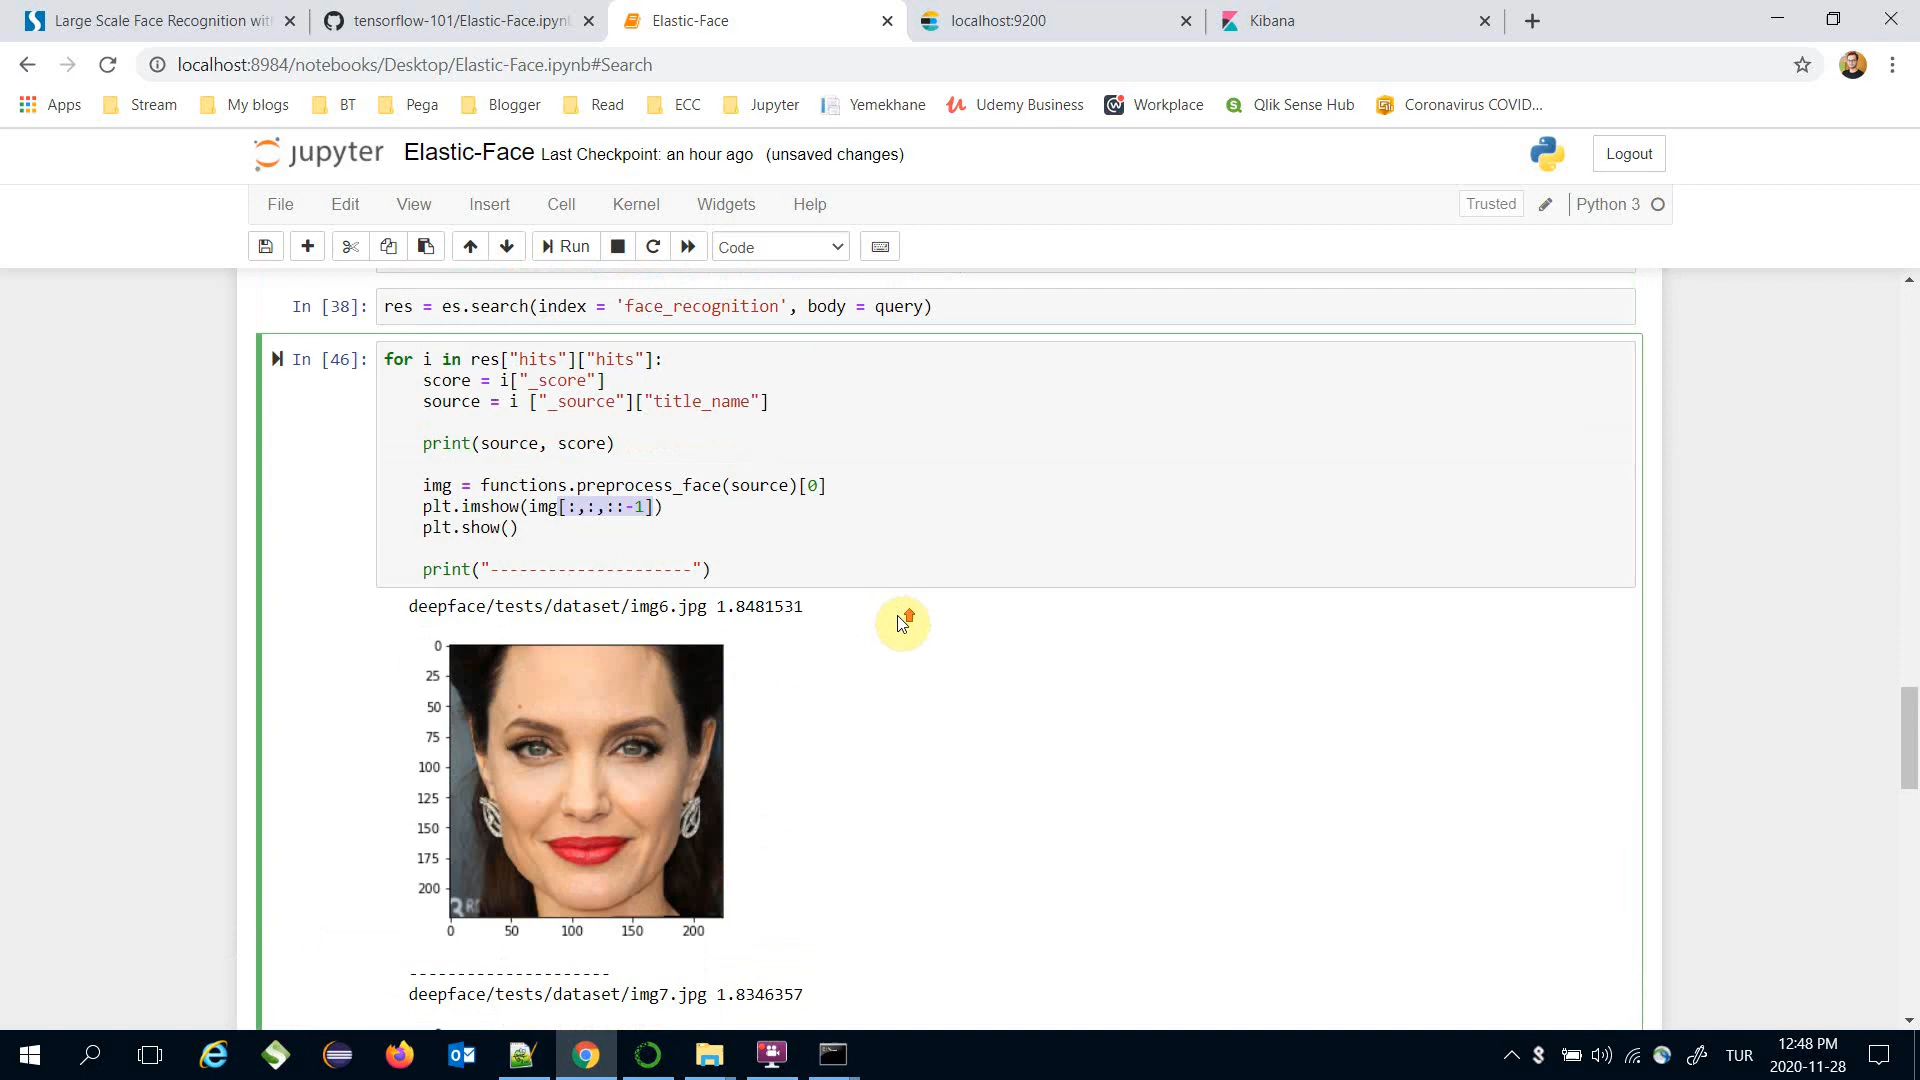 Large Scale Face Recognition wit
tensorflow-101/Elastic-Face.ipyn
Elastic-Face
localhost:9200
Kibana
localhost:8984/notebooks/Desktop/Elastic-Face.ipynb#Search
Apps Stream My blogs BT Pega Blogger Read ECC Jupyter Yemekhane Udemy Business Workplace Qlik Sense Hub Coronavirus COVID...
jupyter Elastic-Face Last Checkpoint: an hour ago (unsaved changes) Logout
File Edit View Insert Cell Kernel Widgets Help Trusted Python 3
Run Code
In [38]: res = es.search(index = 'face_recognition', body = query)
In [46]: for i in res["hits"]["hits"]:
score = i["_score"]
source = i ["_source"]["title_name"]
print(source, score)
img = functions.preprocess_face(source)[0]
plt.imshow(img[:,:,::-1])
plt.show()
print("---------------------")
deepface/tests/dataset/img6.jpg 1.8481531
0
25
50
75
100
125
150
175
200
0 50 100 150 200
---------------------
deepface/tests/dataset/img7.jpg 1.8346357
TUR
12:48 PM
2020-11-28